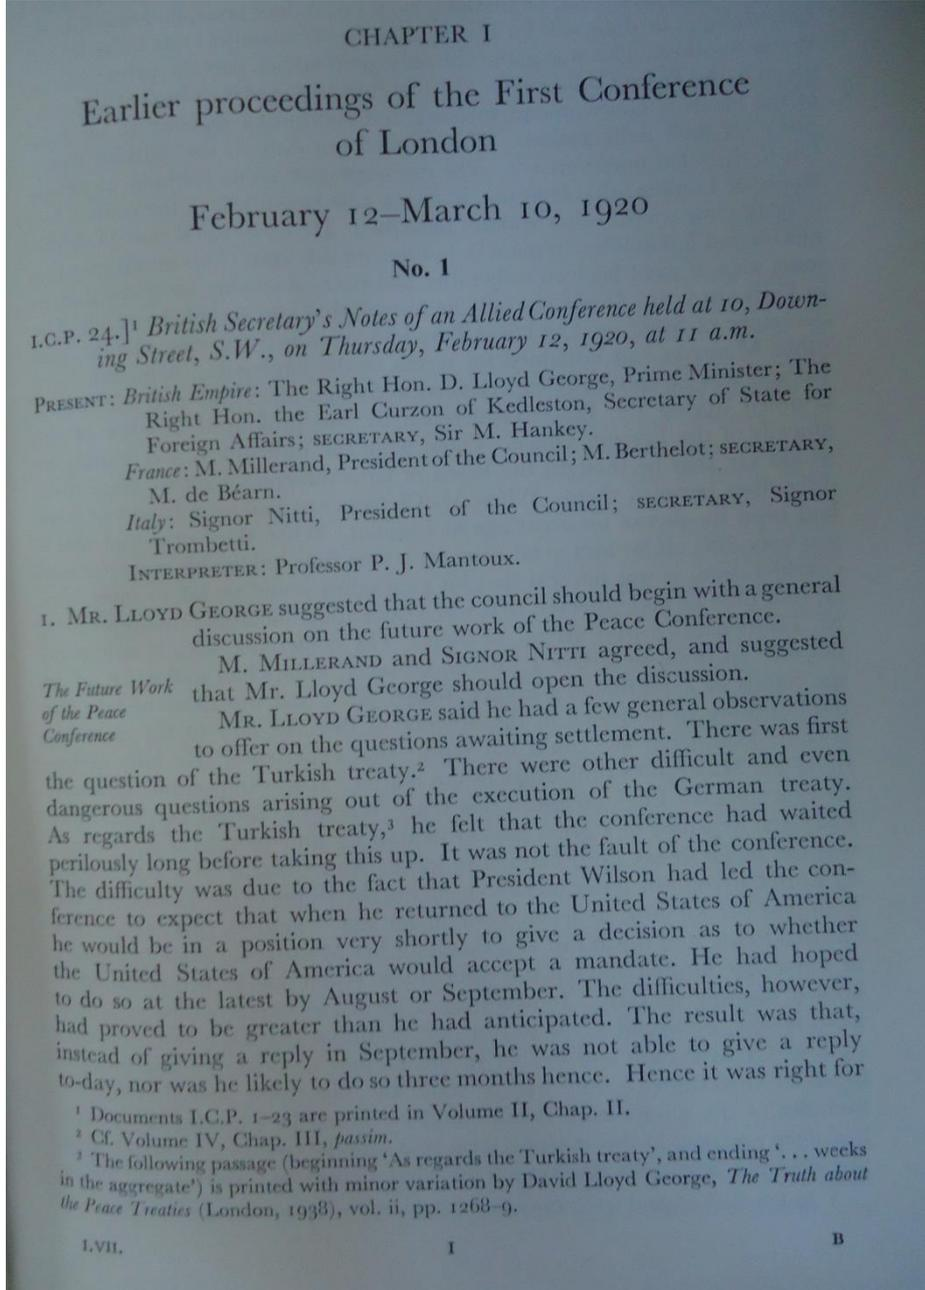 CHAPTER I
Earlier proceedings of the First Conference
of London
February 12–March 10, 1920
No. 1
I.C.P. 24.]¹ British Secretary's Notes of an Allied Conference held at 10, Down-
ing Street, S.W., on Thursday, February 12, 1920, at 11 a.m.
PRESENT: British Empire: The Right Hon. D. Lloyd George, Prime Minister; The
Right Hon. the Earl Curzon of Kedleston, Secretary of State for
Foreign Affairs; SECRETARY, Sir M. Hankey.
France: M. Millerand, President of the Council; M. Berthelot; SECRETARY,
M. de Béarn.
Italy: Signor Nitti, President of the Council; SECRETARY, Signor
Trombetti.
INTERPRETER: Professor P. J. Mantoux.
1. MR. LLOYD GEORGE suggested that the council should begin with a general
discussion on the future work of the Peace Conference.
M. MILLERAND and SIGNOR NITTI agreed, and suggested
that Mr. Lloyd George should open the discussion.
The Future Work
of the Peace
Conference
MR. LLOYD GEORGE said he had a few general observations
to offer on the questions awaiting settlement. There was first
the question of the Turkish treaty.² There were other difficult and even
dangerous questions arising out of the execution of the German treaty.
As regards the Turkish treaty,³ he felt that the conference had waited
perilously long before taking this up. It was not the fault of the conference.
The difficulty was due to the fact that President Wilson had led the con-
ference to expect that when he returned to the United States of America
he would be in a position very shortly to give a decision as to whether
the United States of America would accept a mandate. He had hoped
to do so at the latest by August or September. The difficulties, however,
had proved to be greater than he had anticipated. The result was that,
instead of giving a reply in September, he was not able to give a reply
to-day, nor was he likely to do so three months hence. Hence it was right for
¹ Documents I.C.P. 1–23 are printed in Volume II, Chap. II.
² Cf. Volume IV, Chap. III, passim.
³ The following passage (beginning 'As regards the Turkish treaty', and ending '... weeks
in the aggregate') is printed with minor variation by David Lloyd George, The Truth about
the Peace Treaties (London, 1938), vol. ii, pp. 1268–9.
I.VII.
1
B